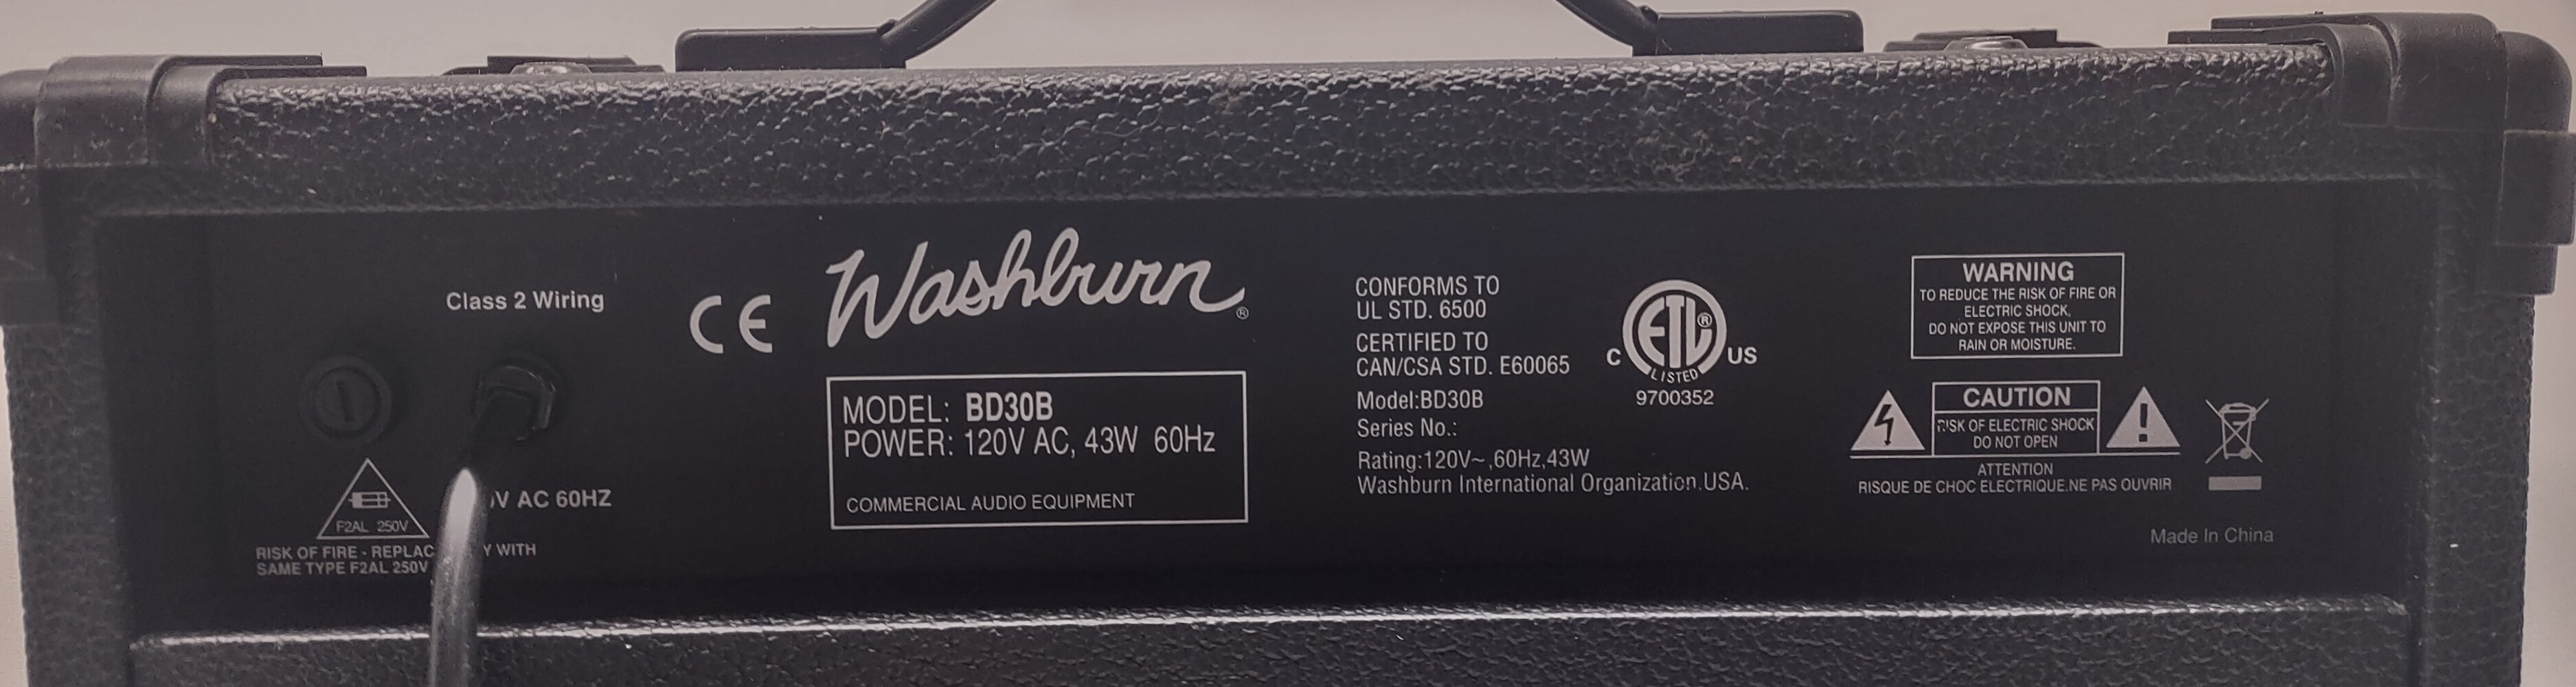 Class 2 Wiring
F2AL 250V
V AC 60HZ
RISK OF FIRE - REPLAC Y WITH
SAME TYPE F2AL 250V
CE
Washburn®
MODEL: BD30B
POWER: 120V AC, 43W 60Hz
COMMERCIAL AUDIO EQUIPMENT
CONFORMS TO
UL STD. 6500
CERTIFIED TO
CAN/CSA STD. E60065
Model:BD30B
Series No.:
Rating:120V~,60Hz,43W
Washburn International Organization.USA.
ETL®
C US
LISTED
9700352
WARNING
TO REDUCE THE RISK OF FIRE OR
ELECTRIC SHOCK,
DO NOT EXPOSE THIS UNIT TO
RAIN OR MOISTURE.
CAUTION
RISK OF ELECTRIC SHOCK
DO NOT OPEN
ATTENTION
RISQUE DE CHOC ELECTRIQUE.NE PAS OUVRIR
Made In China